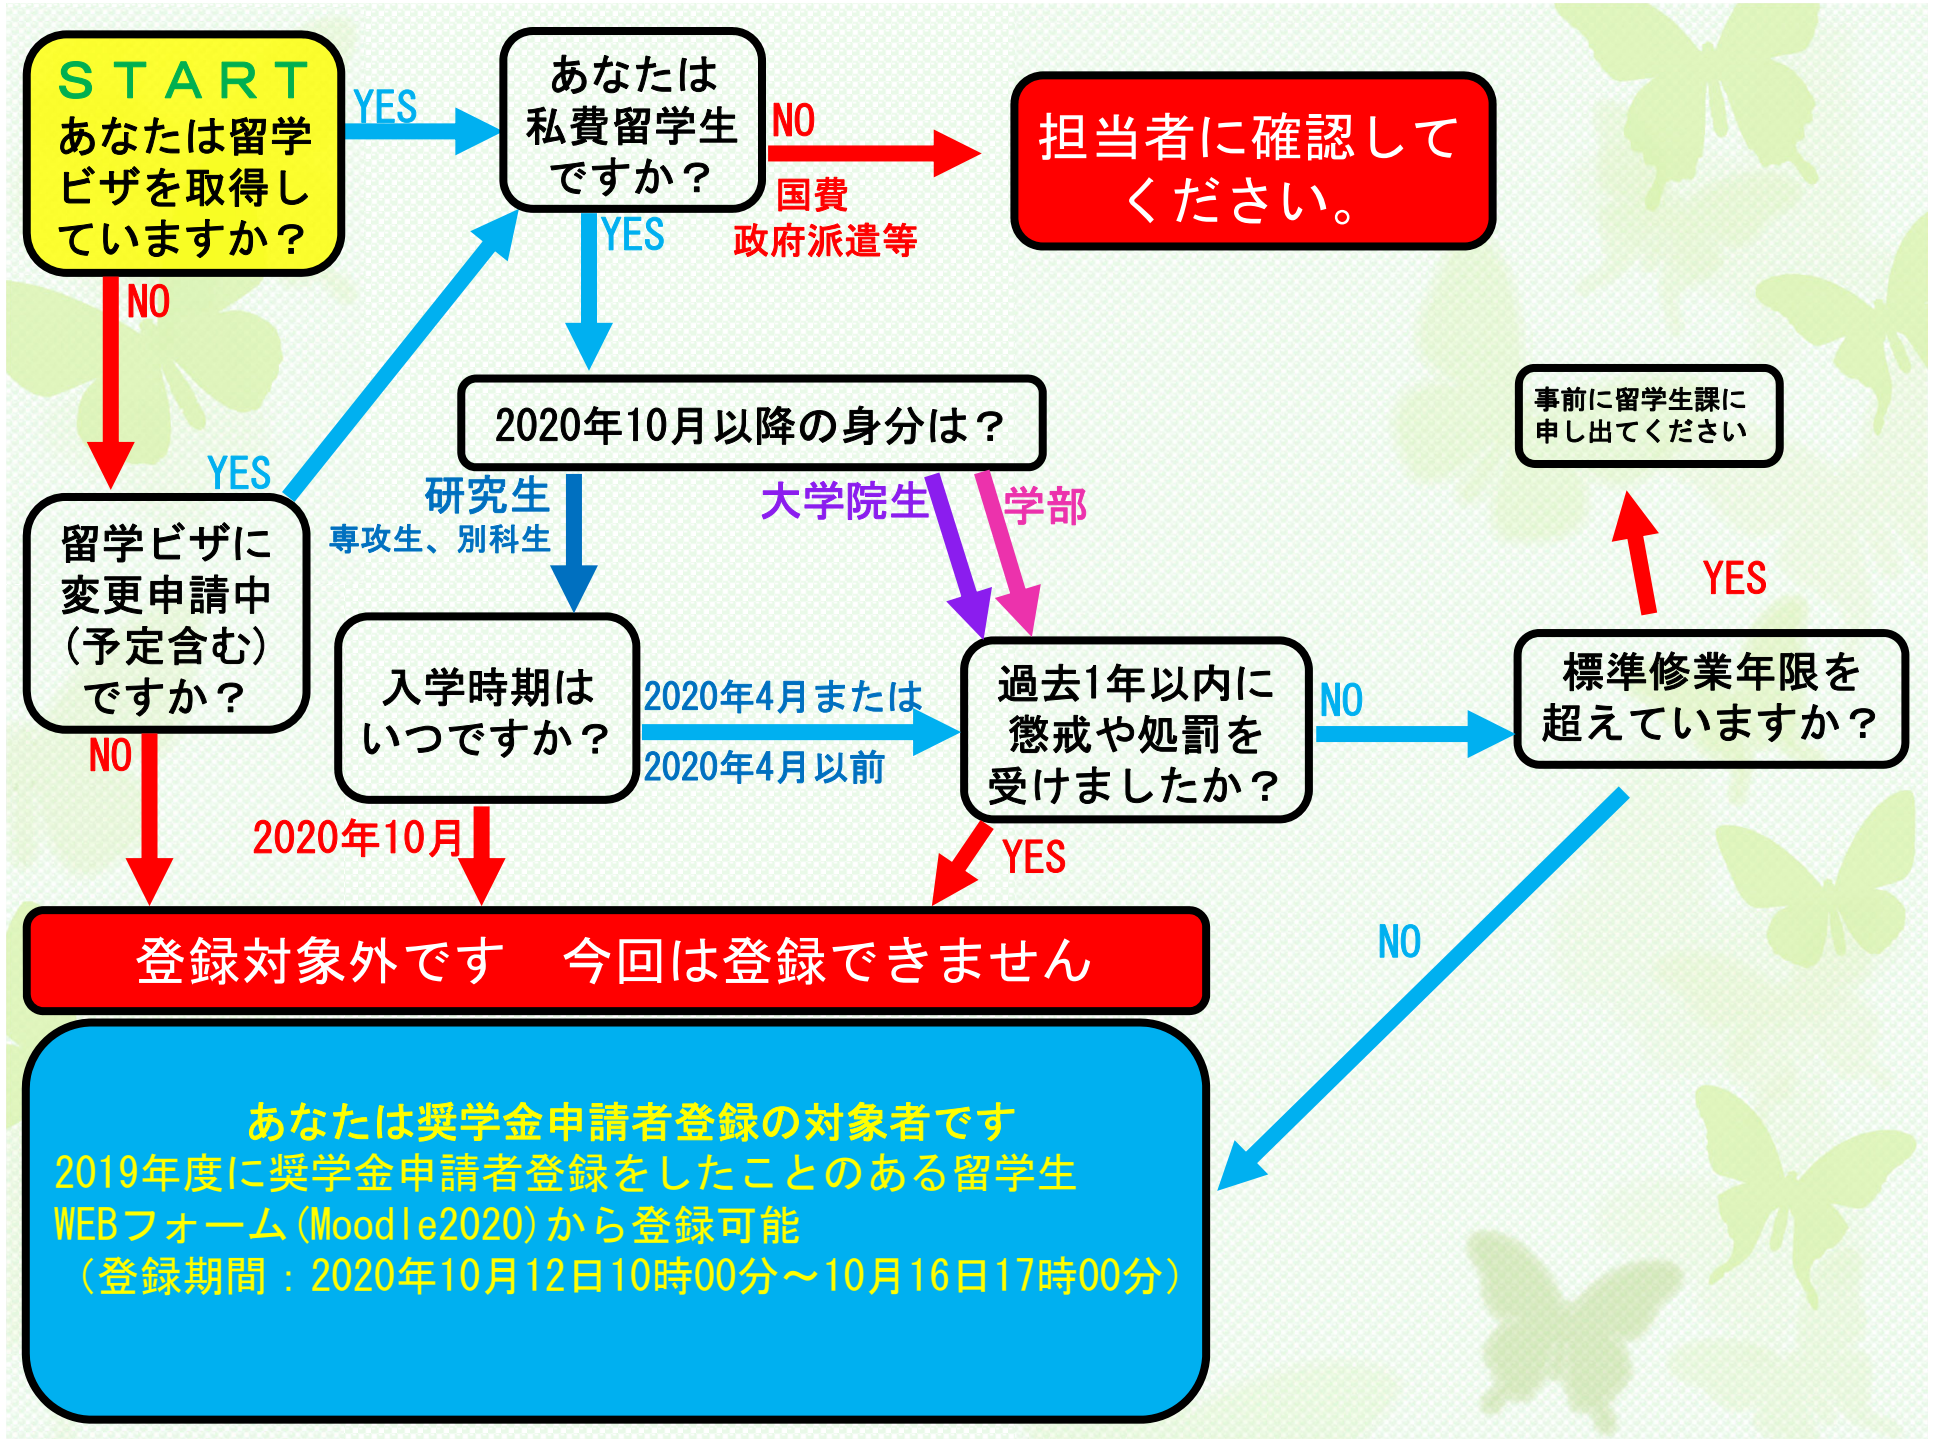 ＳＴＡＲＴ
あなたは留学
ビザを取得し
ていますか？
YES
あなたは
私費留学生
ですか？
NO
国費
政府派遣等
担当者に確認して
ください。
NO
YES
2020年10月以降の身分は？
事前に留学生課に
申し出てください
YES
研究生
専攻生、別科生
大学院生
学部
留学ビザに
変更申請中
(予定含む)
ですか？
YES
入学時期は
いつですか？
2020年4月または
2020年4月以前
過去1年以内に
懲戒や処罰を
受けましたか？
NO
標準修業年限を
超えていますか？
NO
2020年10月
YES
NO
登録対象外です　今回は登録できません
あなたは奨学金申請者登録の対象者です
2019年度に奨学金申請者登録をしたことのある留学生
WEBフォーム(Moodle2020)から登録可能
（登録期間：2020年10月12日10時00分～10月16日17時00分）